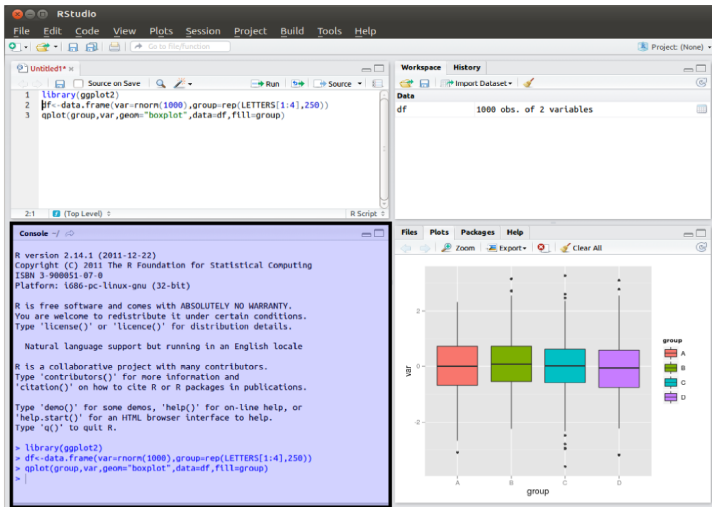 RStudio
File Edit Code View Plots Session Project Build Tools Help
Go to file/function Project: (None)
Untitled1*
Source on Save Run Source
1 library(ggplot2)
2 df<-data.frame(var=rnorm(1000),group=rep(LETTERS[1:4],250))
3 qplot(group,var,geom="boxplot",data=df,fill=group)
2:1 (Top Level) R Script
Console ~/
R version 2.14.1 (2011-12-22)
Copyright (C) 2011 The R Foundation for Statistical Computing
ISBN 3-900051-07-0
Platform: i686-pc-linux-gnu (32-bit)
R is free software and comes with ABSOLUTELY NO WARRANTY.
You are welcome to redistribute it under certain conditions.
Type 'license()' or 'licence()' for distribution details.
Natural language support but running in an English locale
R is a collaborative project with many contributors.
Type 'contributors()' for more information and
'citation()' on how to cite R or R packages in publications.
Type 'demo()' for some demos, 'help()' for on-line help, or
'help.start()' for an HTML browser interface to help.
Type 'q()' to quit R.
> library(ggplot2)
> df<-data.frame(var=rnorm(1000),group=rep(LETTERS[1:4],250))
> qplot(group,var,geom="boxplot",data=df,fill=group)
>
Workspace History
Import Dataset
Data
df 1000 obs. of 2 variables
Files Plots Packages Help
Zoom Export Clear All
2
0
-2
var
A B C D
group
group
A
B
C
D